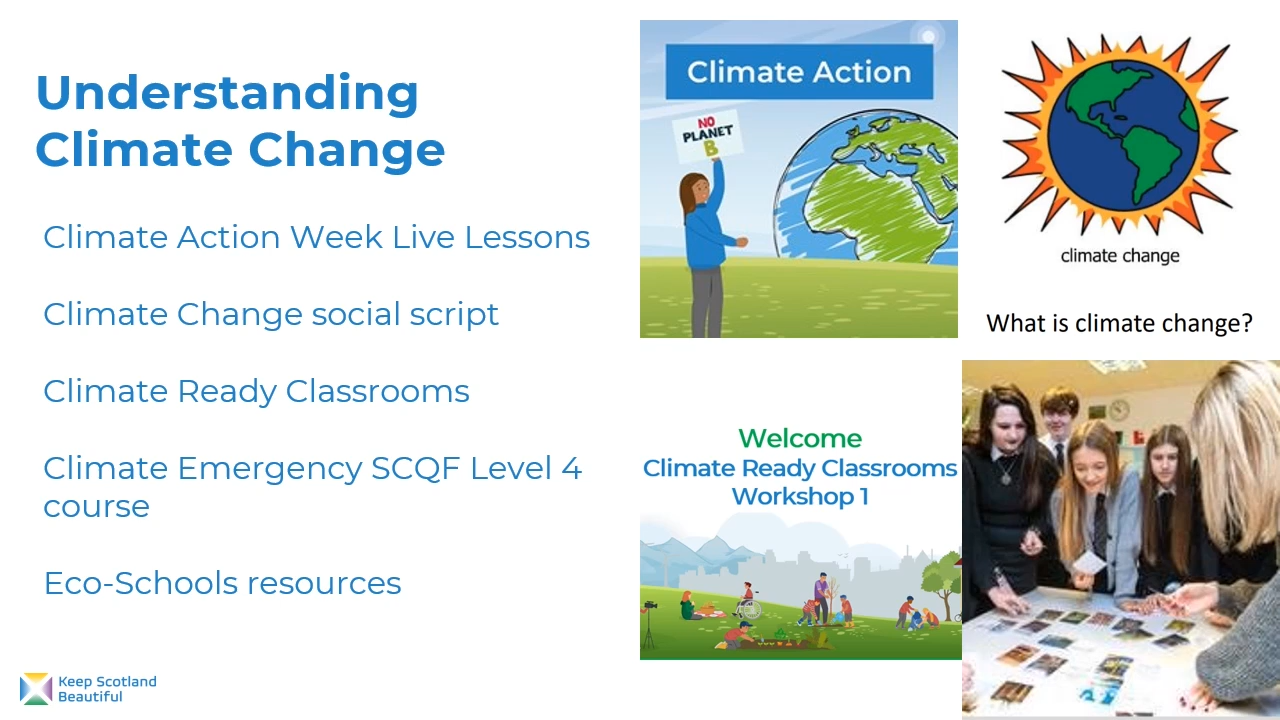 Understanding
Climate Change
Climate Action Week Live Lessons
Climate Change social script
Climate Ready Classrooms
Climate Emergency SCQF Level 4
course
Eco-Schools resources
Keep Scotland
Beautiful
Climate Action
NO
PLANET
B
climate change
What is climate change?
Welcome
Climate Ready Classrooms
Workshop 1